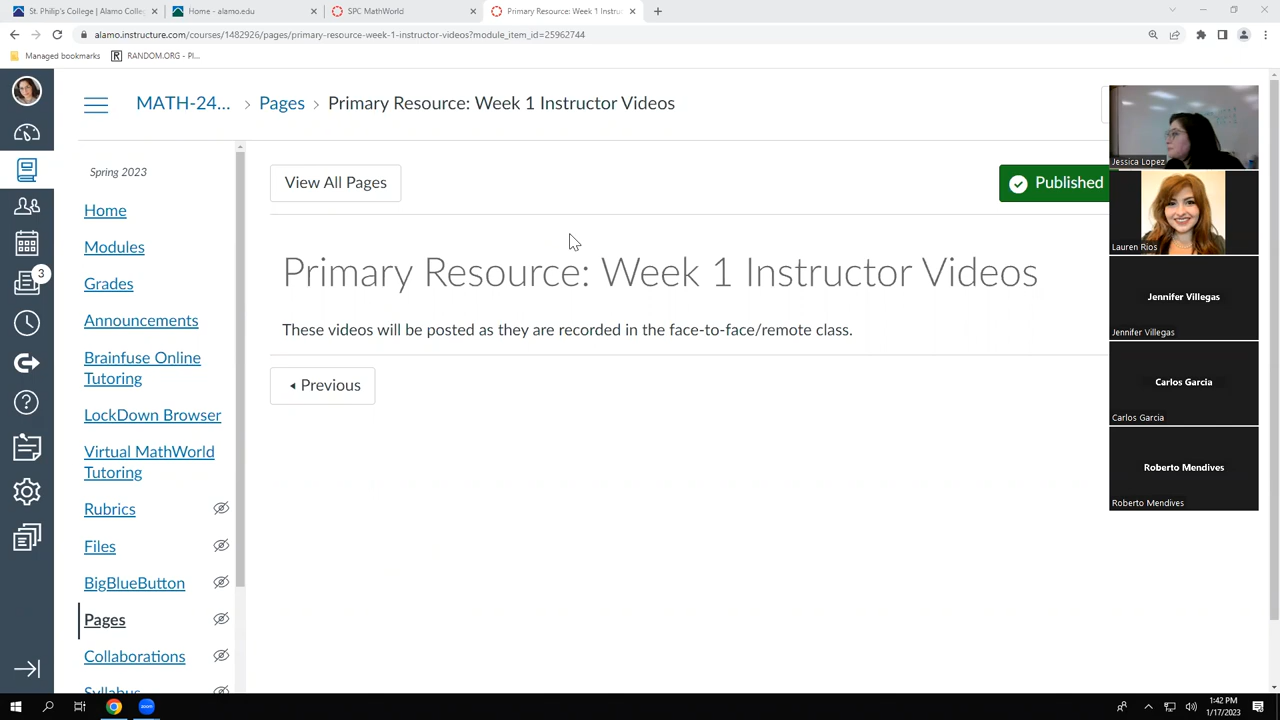 St. Philip's College | Alamo Colle
Home - alamo.edu
SPC MathWorld
Primary Resource: Week 1 Instruc
alamo.instructure.com/courses/1482926/pages/primary-resource-week-1-instructor-videos?module_item_id=25962744
Managed bookmarks
RANDOM.ORG - Pi...
MATH-24... > Pages > Primary Resource: Week 1 Instructor Videos
Spring 2023
Home
Modules
Grades
Announcements
Brainfuse Online
Tutoring
LockDown Browser
Virtual MathWorld
Tutoring
Rubrics
Files
BigBlueButton
Pages
Collaborations
Syllabus
3
View All Pages
Published
Primary Resource: Week 1 Instructor Videos
These videos will be posted as they are recorded in the face-to-face/remote class.
Previous
Jessica Lopez
Lauren Rios
Jennifer Villegas
Jennifer Villegas
Carlos Garcia
Carlos Garcia
Roberto Mendives
Roberto Mendives
zoom
1:42 PM
1/17/2023